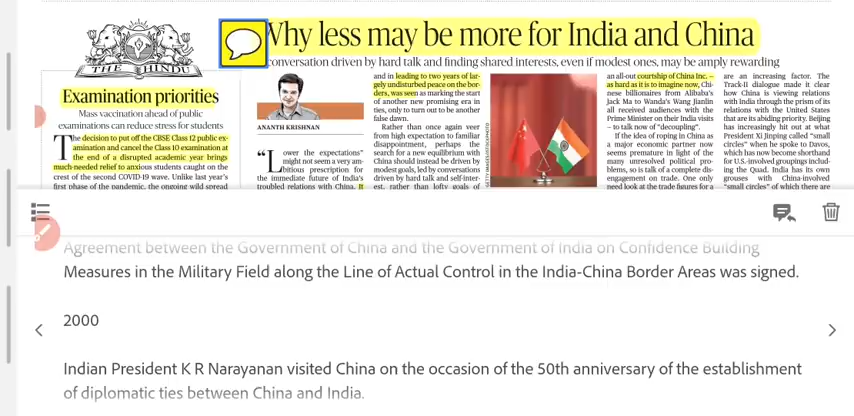 Why less may be more for India and China
conversation driven by hard talk and finding shared interests, even if modest ones, may be amply rewarding
THE HINDU
Examination priorities
Mass vaccination ahead of public
examinations can reduce stress for students
The decision to put off the CBSE Class 12 public ex-
amination and cancel the Class 10 examination at
the end of a disrupted academic year brings
much-needed relief to anxious students caught on the
crest of the second COVID-19 wave. Unlike last year's
first phase of the pandemic, the ongoing wild spread
ANANTH KRISHNAN
"Lower the expectations"
might not seem a very am-
bitious prescription for
the immediate future of India's
troubled relations with China. It
and in leading to two years of lar-
gely undisturbed peace on the bor-
ders, was seen as marking the start
of another new promising era in
ties, only to turn out to be another
false dawn.
Rather than once again veer
from high expectation to familiar
disappointment, perhaps the
search for a new equilibrium with
China should instead be driven by
modest goals, led by conversations
driven by hard talk and self-inter-
est, rather than lofty goals of
GETTY IMAGES/ISTOCKPHOTO
an all-out courtship of China Inc. –
as hard as it is to imagine now, Chi-
nese billionaires from Alibaba's
Jack Ma to Wanda's Wang Jianlin
all received audiences with the
Prime Minister on their India visits
– to talk of "decoupling".
If the idea of roping in China as
a major economic partner now
seems premature in light of the
many unresolved political pro-
blems, so is talk of a complete dis-
engagement on trade. One only
need look at the trade figures for a
are an increasing factor. The
Track-II dialogue made it clear
how China is viewing relations
with India through the prism of its
relations with the United States
that are its abiding priority. Beijing
has increasingly hit out at what
President Xi Jinping called "small
circles" when he spoke to Davos,
which has now become shorthand
for U.S.-involved groupings includ-
ing the Quad. India has its own
grouses with China-involved
"small circles" of which there are
Agreement between the Government of China and the Government of India on Confidence Building
Measures in the Military Field along the Line of Actual Control in the India-China Border Areas was signed.
2000
Indian President K R Narayanan visited China on the occasion of the 50th anniversary of the establishment
of diplomatic ties between China and India.